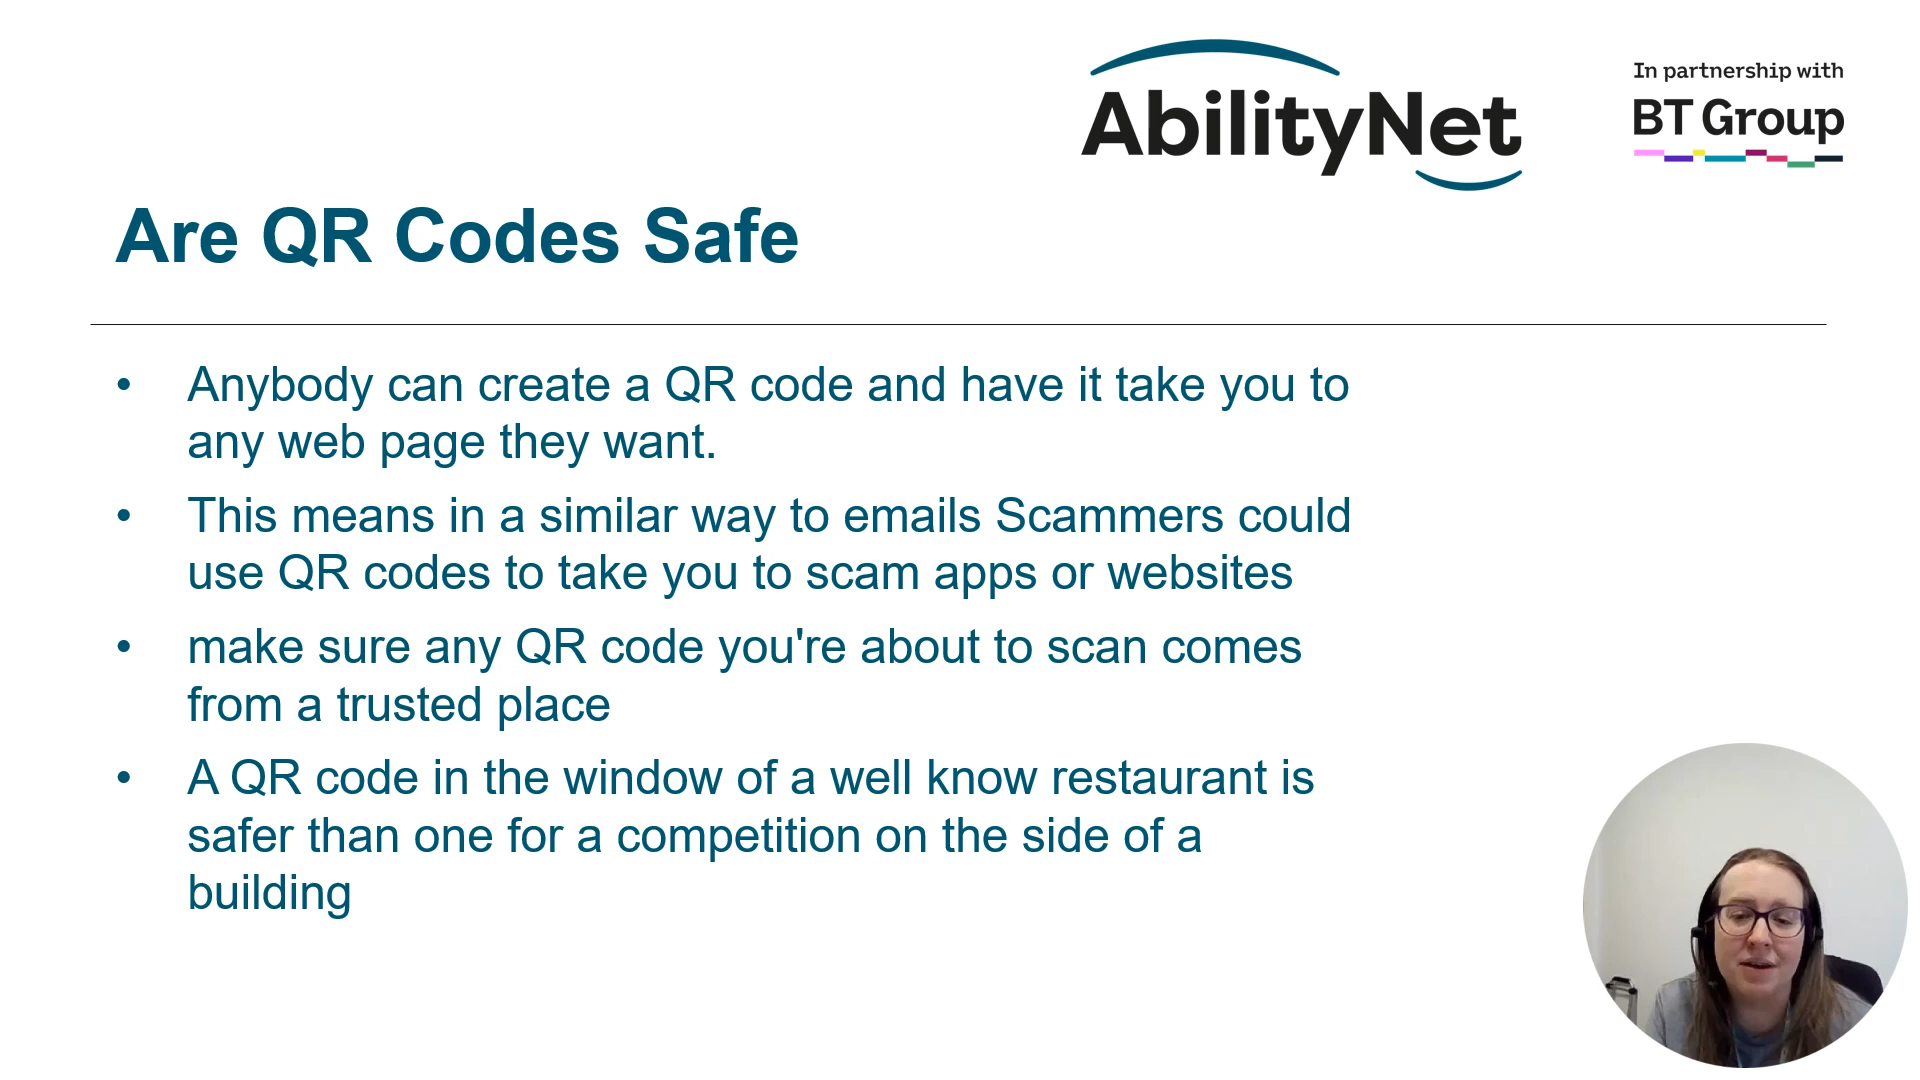 AbilityNet
In partnership with
BT Group
Are QR Codes Safe
• Anybody can create a QR code and have it take you to
any web page they want.
• This means in a similar way to emails Scammers could
use QR codes to take you to scam apps or websites
• make sure any QR code you're about to scan comes
from a trusted place
• A QR code in the window of a well know restaurant is
safer than one for a competition on the side of a
building